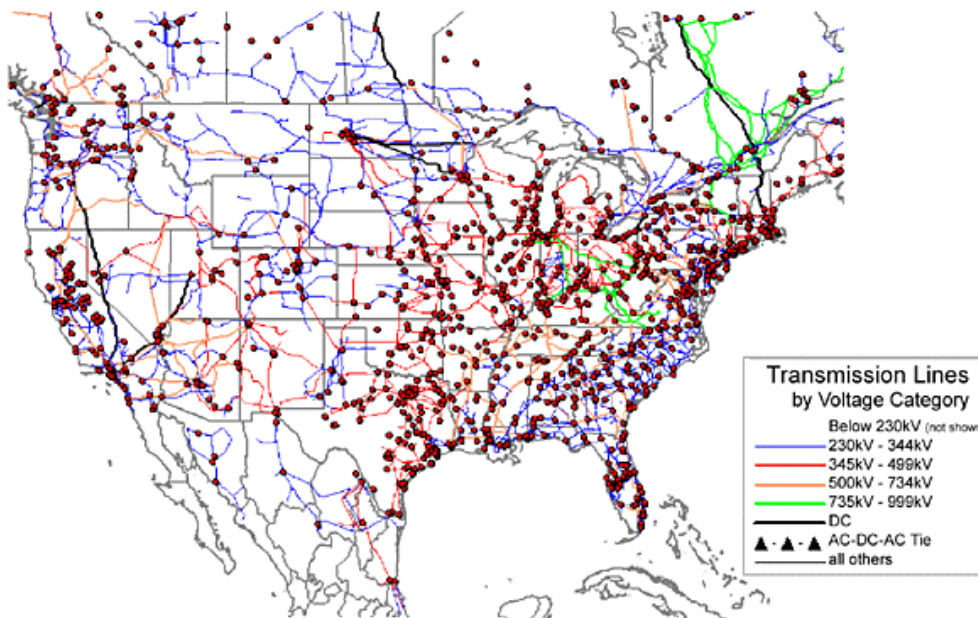 Transmission Lines
by Voltage Category
Below 230kV (not show
230kV - 344kV
345kV - 499kV
500kV - 734kV
735kV - 999kV
DC
AC-DC-AC Tie
all others